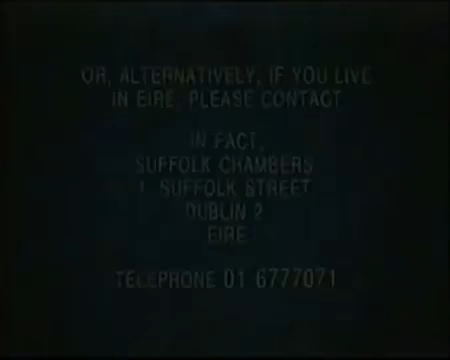 OR, ALTERNATIVELY, IF YOU LIVE
IN EIRE, PLEASE CONTACT
IN FACT,
SUFFOLK CHAMBERS
1, SUFFOLK STREET
DUBLIN 2
EIRE
TELEPHONE 01 6777071